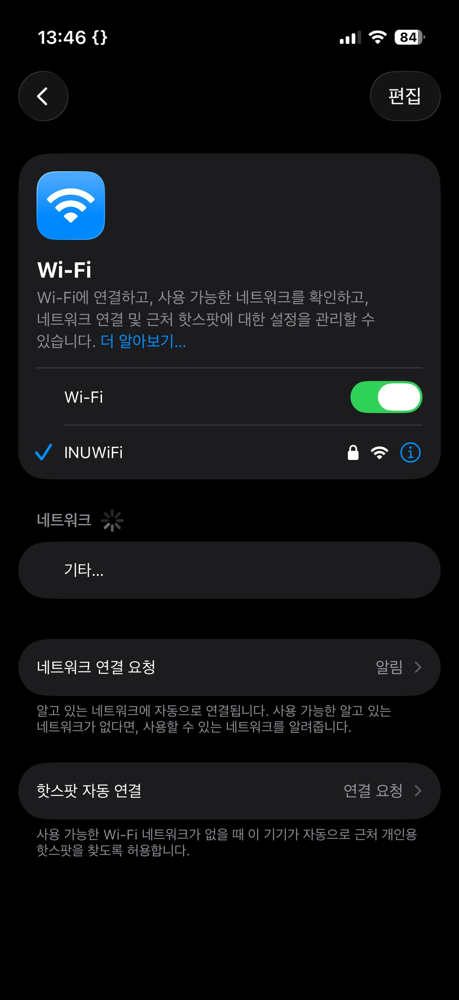 13:46 {} 84
편집
Wi-Fi
Wi-Fi에 연결하고, 사용 가능한 네트워크를 확인하고,
네트워크 연결 및 근처 핫스팟에 대한 설정을 관리할 수
있습니다. 더 알아보기...
Wi-Fi
INUWiFi
네트워크
기타...
네트워크 연결 요청 알림
알고 있는 네트워크에 자동으로 연결됩니다. 사용 가능한 알고 있는
네트워크가 없다면, 사용할 수 있는 네트워크를 알려줍니다.
핫스팟 자동 연결 연결 요청
사용 가능한 Wi-Fi 네트워크가 없을 때 이 기기가 자동으로 근처 개인용
핫스팟을 찾도록 허용합니다.